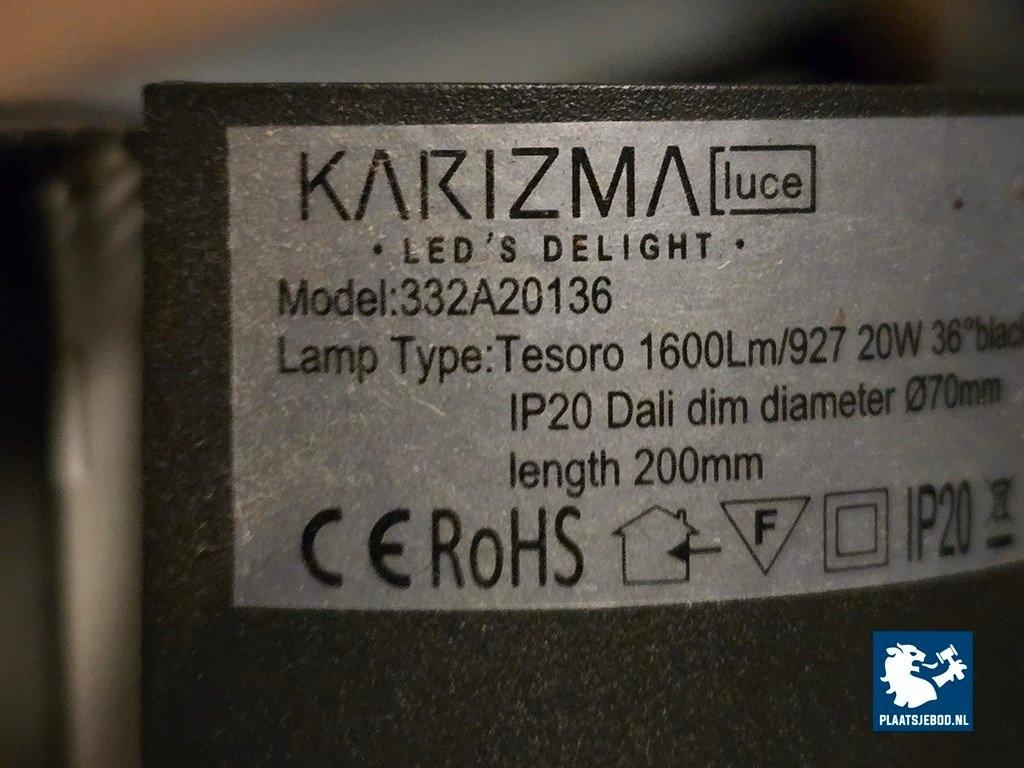 KARIZMA luce
• LED'S DELIGHT •
Model:332A20136
Lamp Type:Tesoro 1600Lm/927 20W 36°black
IP20 Dali dim diameter Ø70mm
length 200mm
CE RoHS F IP20
PLAATSJEBOD.NL